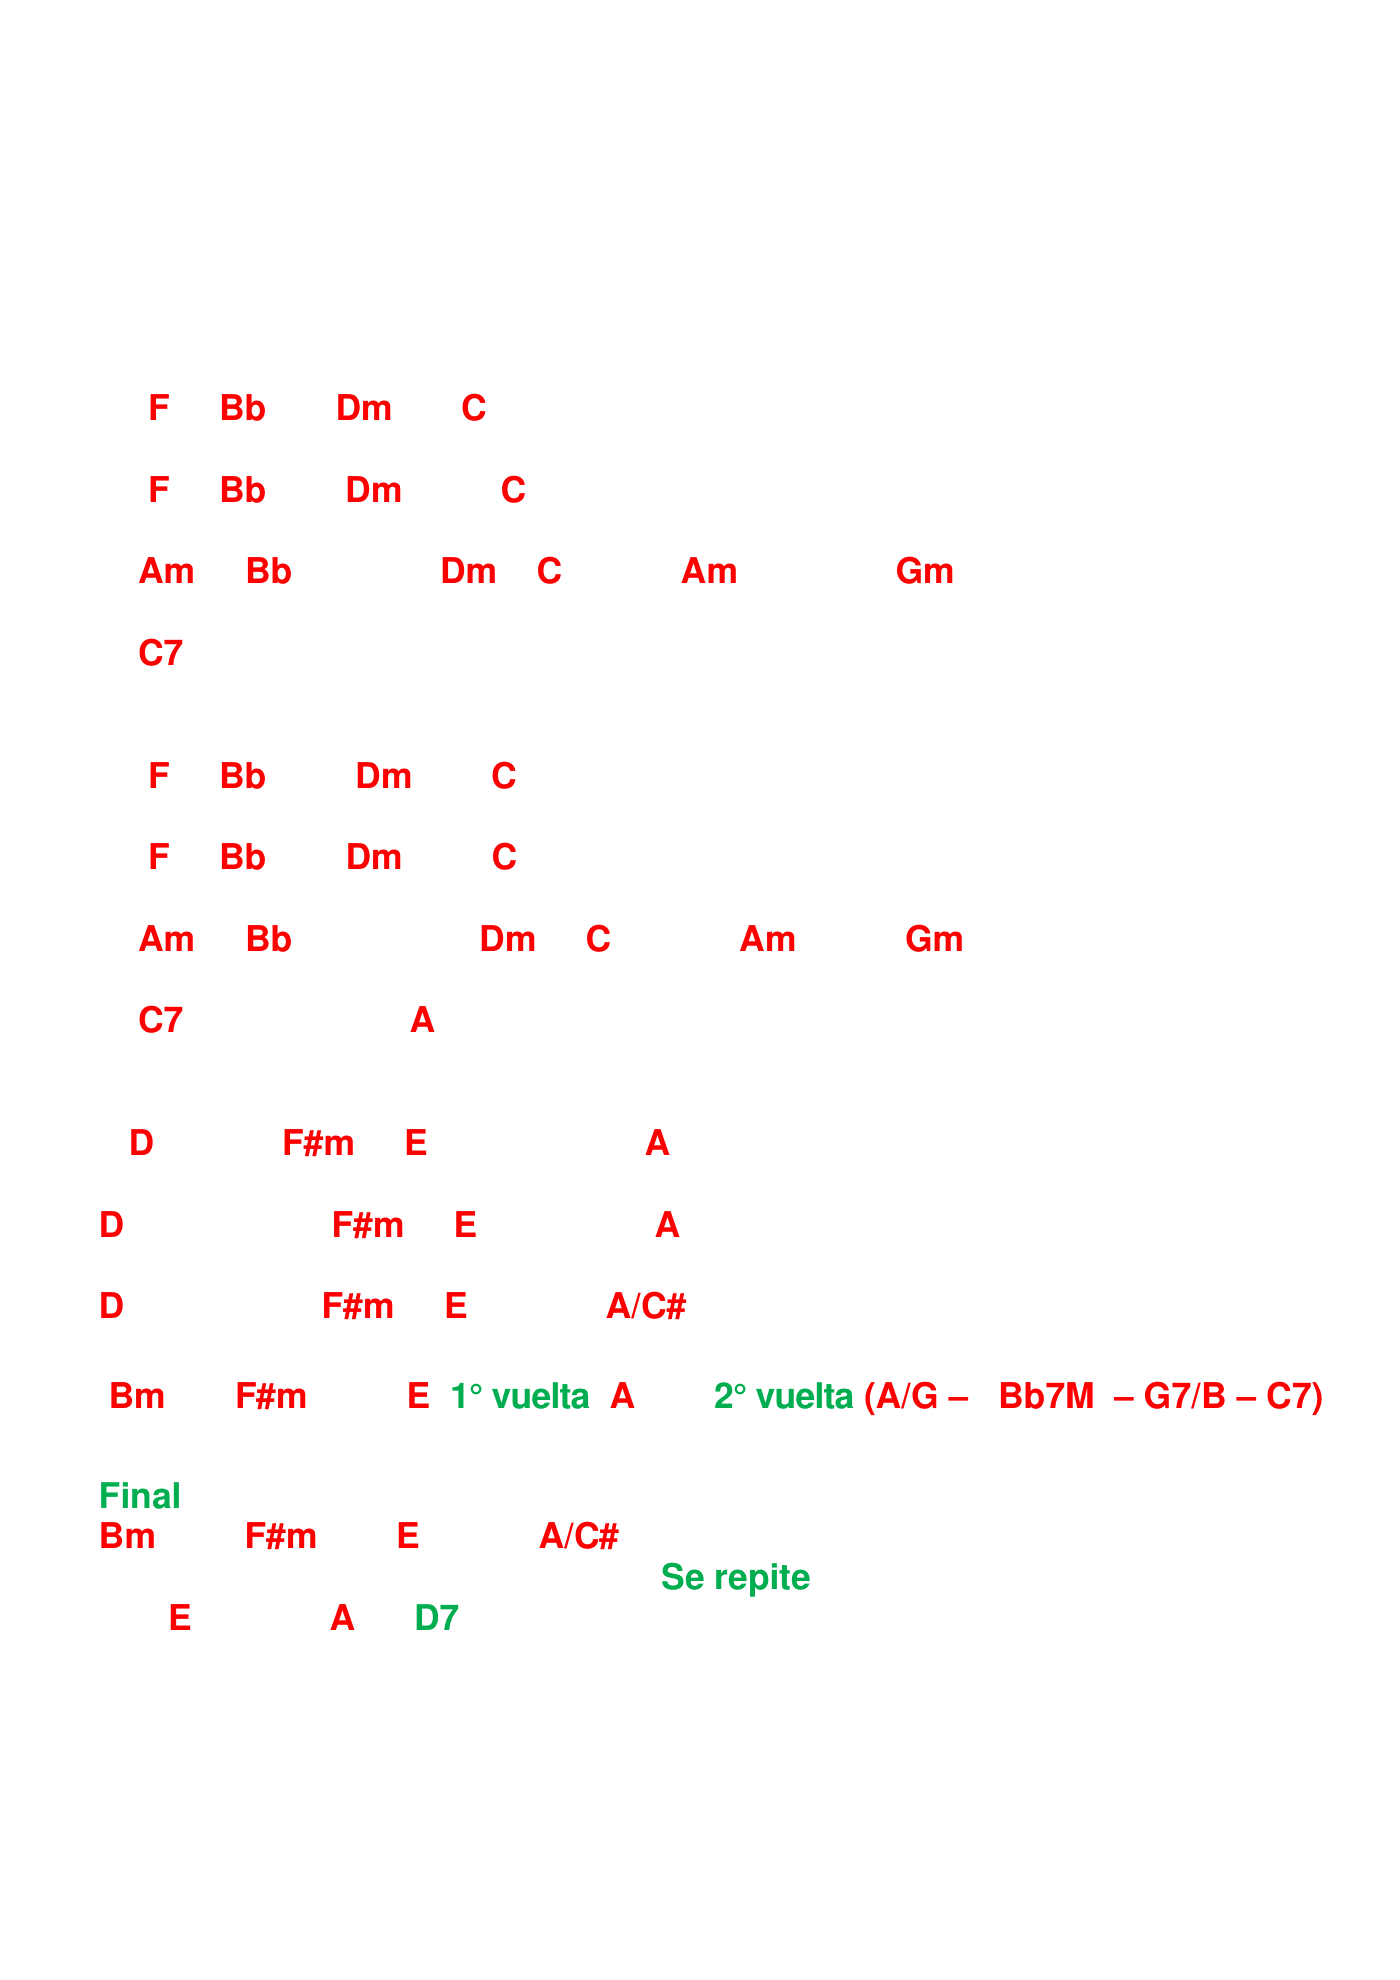 F Bb Dm C
F Bb Dm C
Am Bb Dm C Am Gm
C7
F Bb Dm C
F Bb Dm C
Am Bb Dm C Am Gm
C7 A
D F#m E A
D F#m E A
D F#m E A/C#
Bm F#m E 1° vuelta A 2° vuelta (A/G – Bb7M – G7/B – C7)
Final
Bm F#m E A/C#
Se repite
E A D7